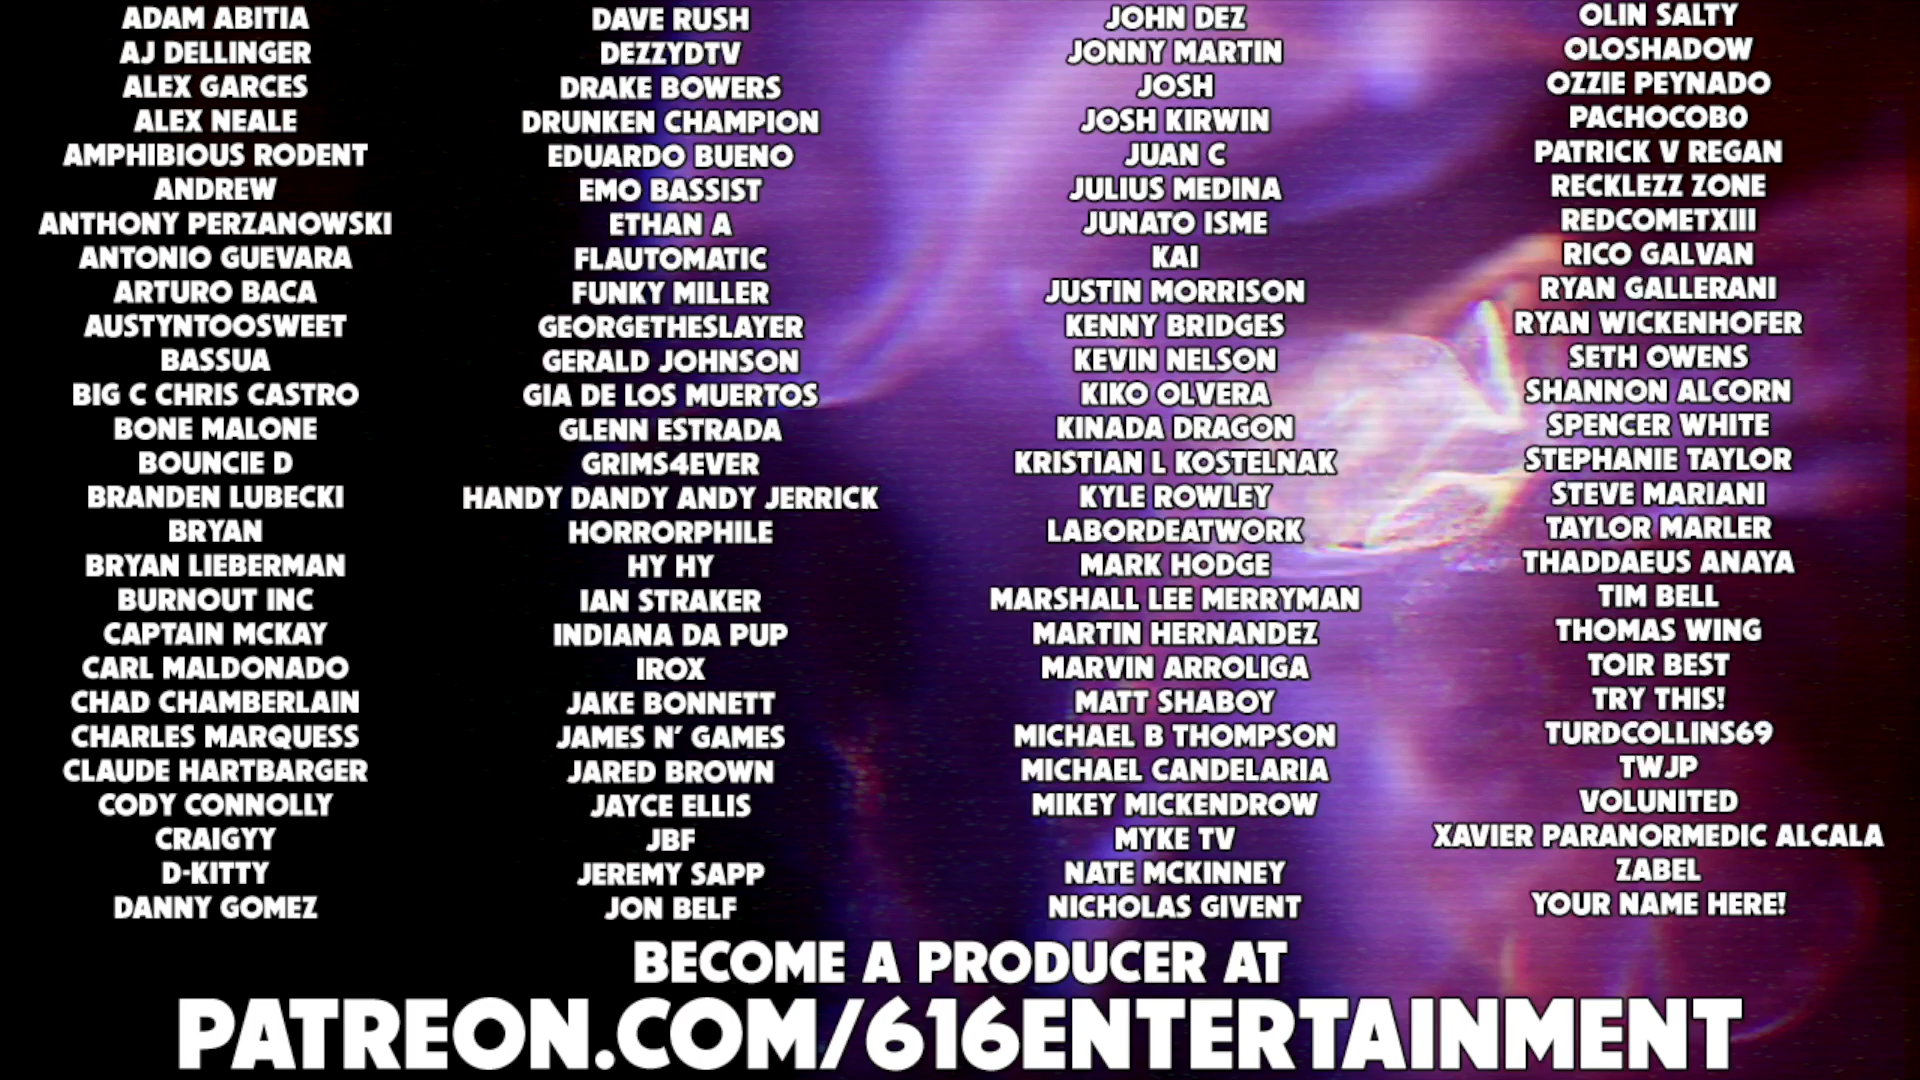 ADAM ABITIA
AJ DELLINGER
ALEX GARCES
ALEX NEALE
AMPHIBIOUS RODENT
ANDREW
ANTHONY PERZANOWSKI
ANTONIO GUEVARA
ARTURO BACA
AUSTYNTOOSWEET
BASSUA
BIG C CHRIS CASTRO
BONE MALONE
BOUNCIE D
BRANDEN LUBECKI
BRYAN
BRYAN LIEBERMAN
BURNOUT INC
CAPTAIN MCKAY
CARL MALDONADO
CHAD CHAMBERLAIN
CHARLES MARQUESS
CLAUDE HARTBARGER
CODY CONNOLLY
CRAIGYY
D-KITTY
DANNY GOMEZ
DAVE RUSH
DEZZYDTV
DRAKE BOWERS
DRUNKEN CHAMPION
EDUARDO BUENO
EMO BASSIST
ETHAN A
FLAUTOMATIC
FUNKY MILLER
GEORGETHESLAYER
GERALD JOHNSON
GIA DE LOS MUERTOS
GLENN ESTRADA
GRIMS4EVER
HANDY DANDY ANDY JERRICK
HORRORPHILE
HY HY
IAN STRAKER
INDIANA DA PUP
IROX
JAKE BONNETT
JAMES N' GAMES
JARED BROWN
JAYCE ELLIS
JBF
JEREMY SAPP
JON BELF
JOHN DEZ
JONNY MARTIN
JOSH
JOSH KIRWIN
JUAN C
JULIUS MEDINA
JUNATO ISME
KAI
JUSTIN MORRISON
KENNY BRIDGES
KEVIN NELSON
KIKO OLVERA
KINADA DRAGON
KRISTIAN L KOSTELNAK
KYLE ROWLEY
LABORDEATWORK
MARK HODGE
MARSHALL LEE MERRYMAN
MARTIN HERNANDEZ
MARVIN ARROLIGA
MATT SHABOY
MICHAEL B THOMPSON
MICHAEL CANDELARIA
MIKEY MICKENDROW
MYKE TV
NATE MCKINNEY
NICHOLAS GIVENT
OLIN SALTY
OLOSHADOW
OZZIE PEYNADO
PACHOCOB0
PATRICK V REGAN
RECKLEZZ ZONE
REDCOMETXIII
RICO GALVAN
RYAN GALLERANI
RYAN WICKENHOFER
SETH OWENS
SHANNON ALCORN
SPENCER WHITE
STEPHANIE TAYLOR
STEVE MARIANI
TAYLOR MARLER
THADDAEUS ANAYA
TIM BELL
THOMAS WING
TOIR BEST
TRY THIS!
TURDCOLLINS69
TWJP
VOLUNITED
XAVIER PARANORMEDIC ALCALA
ZABEL
YOUR NAME HERE!
BECOME A PRODUCER AT
PATREON.COM/616ENTERTAINMENT